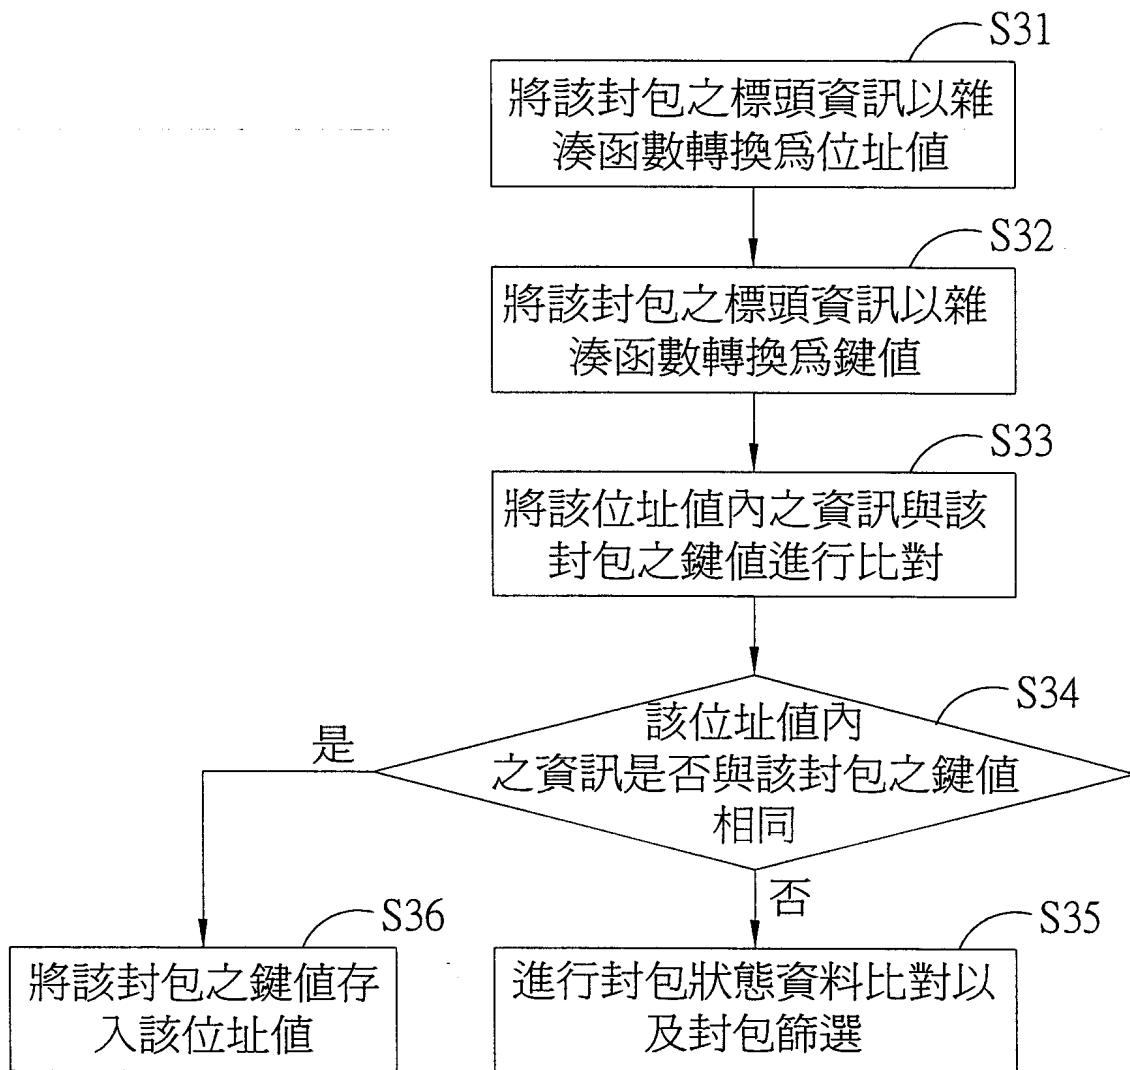 S31
將該封包之標頭資訊以雜
湊函數轉換爲位址值
S32
將該封包之標頭資訊以雜
湊函數轉換爲鍵值
S33
將該位址值內之資訊與該
封包之鍵值進行比對
S34
該位址值內
之資訊是否與該封包之鍵值
相同
是
否
S36
將該封包之鍵值存
入該位址值
S35
進行封包狀態資料比對以
及封包篩選